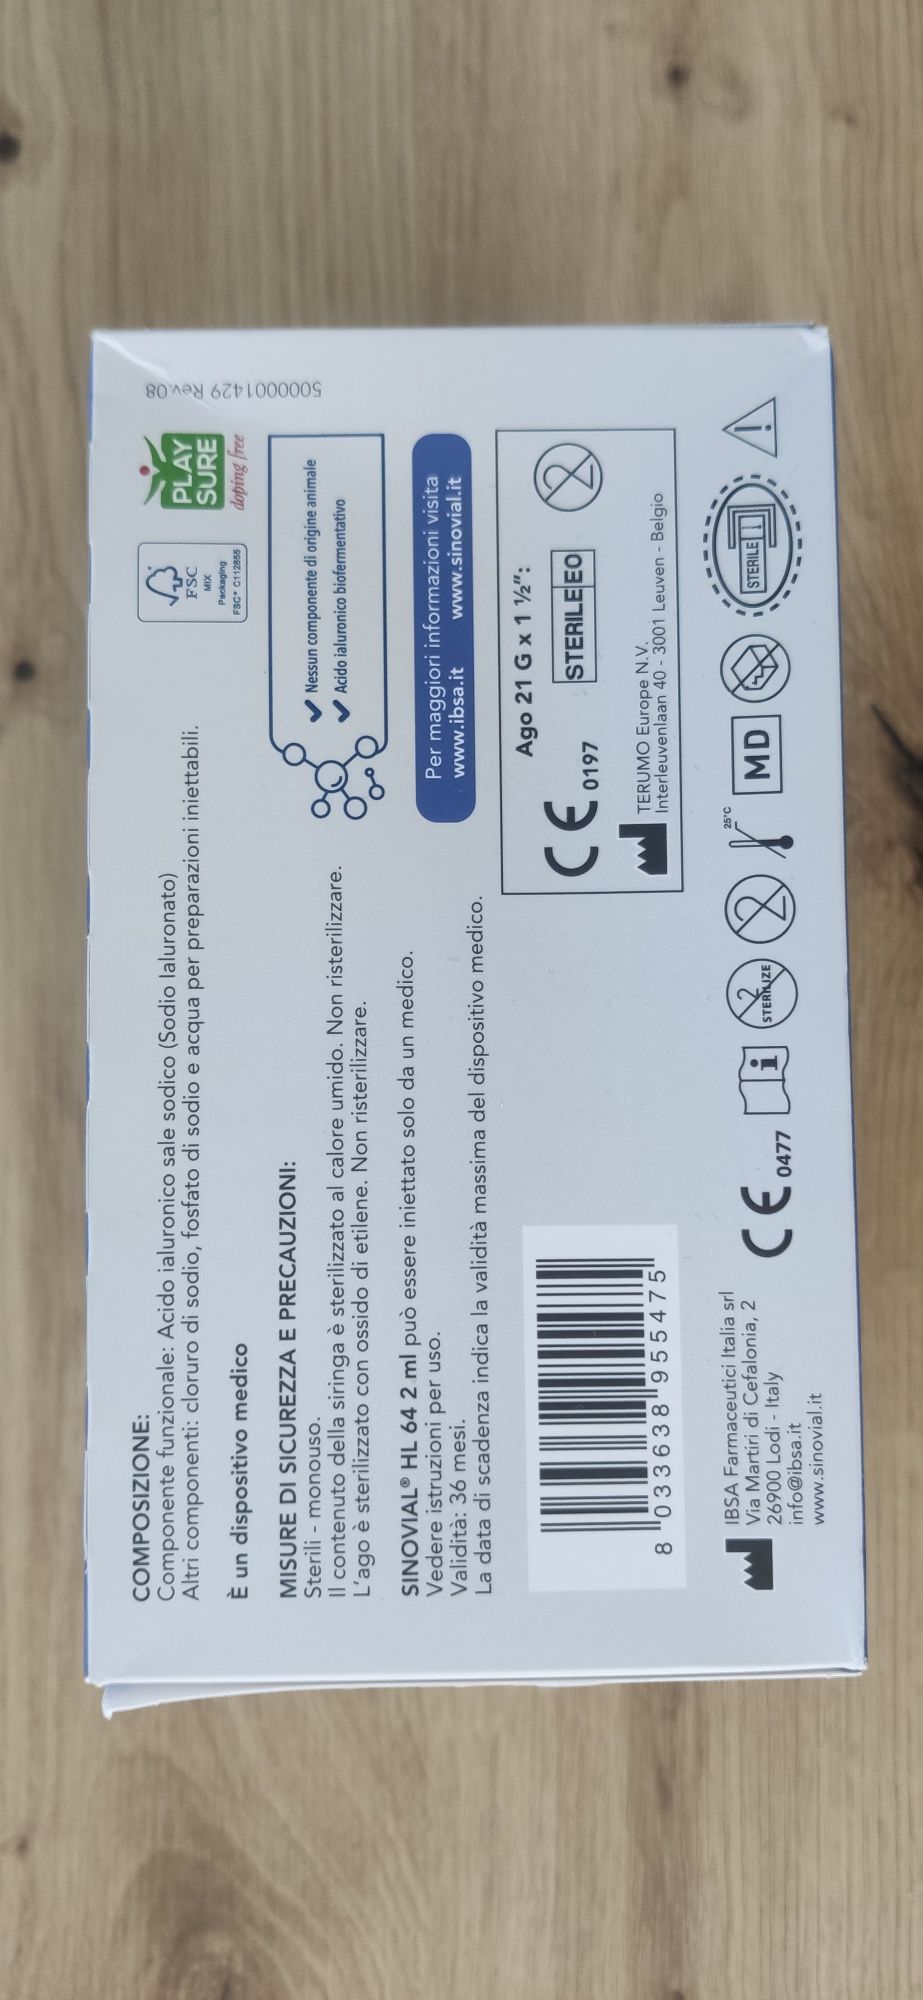 COMPOSIZIONE:
Componente funzionale: Acido ialuronico sale sodico (Sodio Ialuronato)
Altri componenti: cloruro di sodio, fosfato di sodio e acqua per preparazioni iniettabili.
È un dispositivo medico
MISURE DI SICUREZZA E PRECAUZIONI:
Sterili - monouso.
Il contenuto della siringa è sterilizzato al calore umido. Non risterilizzare.
L'ago è sterilizzato con ossido di etilene. Non risterilizzare.
SINOVIAL® HL 64 2 ml può essere iniettato solo da un medico.
Vedere istruzioni per uso.
Validità: 36 mesi.
La data di scadenza indica la validità massima del dispositivo medico.
FSC
MIX
Packaging
FSC® C112855
PLAY
SURE
doping free
5000001429 Rev.08
Nessun componente di origine animale
Acido ialuronico biofermentativo
Per maggiori informazioni visita
www.ibsa.it www.sinovial.it
Ago 21 G x 1 ½":
CE 0197
STERILE EO
2
TERUMO Europe N.V.
Interleuvenlaan 40 - 3001 Leuven - Belgio
8 033638 955475
IBSA Farmaceutici Italia srl
Via Martiri di Cefalonia, 2
26900 Lodi - Italy
info@ibsa.it
www.sinovial.it
CE 0477
i
2
STERILIZE
2
25°C
MD
STERILE
!